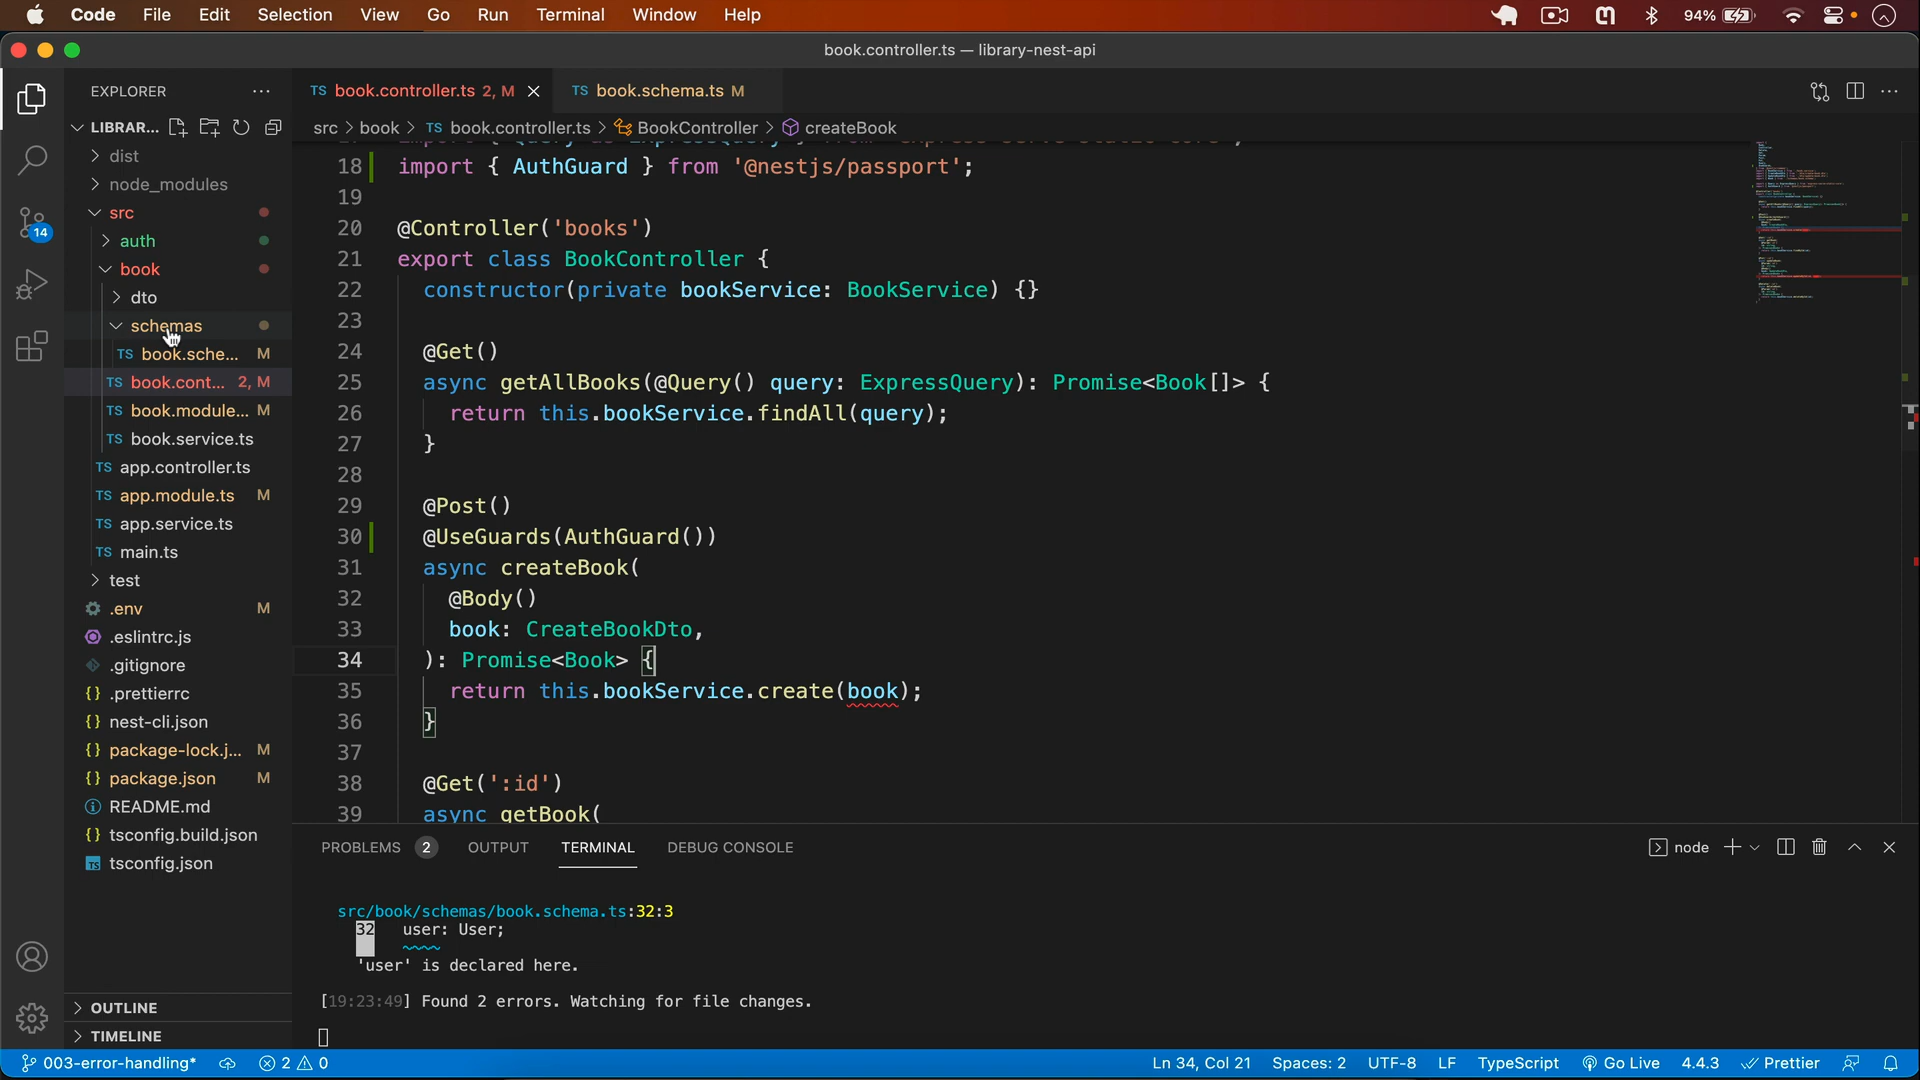 Code File Edit Selection View Go Run Terminal Window Help 94%
book.controller.ts — library-nest-api
EXPLORER
LIBRAR...
dist
node_modules
src
auth
book
dto
schemas
TS book.sche... M
TS book.cont... 2, M
TS book.module... M
TS book.service.ts
TS app.controller.ts
TS app.module.ts M
TS app.service.ts
TS main.ts
test
.env M
.eslintrc.js
.gitignore
{} .prettierrc
{} nest-cli.json
{} package-lock.j... M
{} package.json M
README.md
{} tsconfig.build.json
TS tsconfig.json
OUTLINE
TIMELINE
14
TS book.controller.ts 2, M
TS book.schema.ts M
src > book > TS book.controller.ts > BookController > createBook
18 import { AuthGuard } from '@nestjs/passport';
19
20 @Controller('books')
21 export class BookController {
22 constructor(private bookService: BookService) {}
23
24 @Get()
25 async getAllBooks(@Query() query: ExpressQuery): Promise<Book[]> {
26 return this.bookService.findAll(query);
27 }
28
29 @Post()
30 @UseGuards(AuthGuard())
31 async createBook(
32 @Body()
33 book: CreateBookDto,
34 ): Promise<Book> {
35 return this.bookService.create(book);
36 }
37
38 @Get(':id')
39 async getBook(
PROBLEMS 2 OUTPUT TERMINAL DEBUG CONSOLE
node
src/book/schemas/book.schema.ts:32:3
32 user: User;
'user' is declared here.
[19:23:49] Found 2 errors. Watching for file changes.
003-error-handling* 2 0
Ln 34, Col 21 Spaces: 2 UTF-8 LF TypeScript Go Live 4.4.3 Prettier